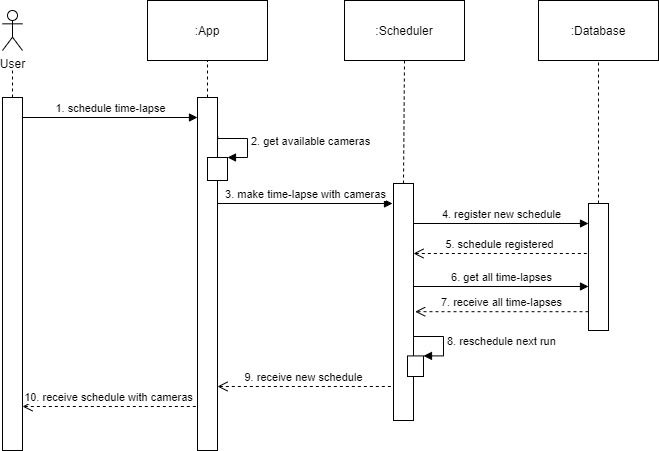 User
:App
:Scheduler
:Database
1. schedule time-lapse
2. get available cameras
3. make time-lapse with cameras
4. register new schedule
5. schedule registered
6. get all time-lapses
7. receive all time-lapses
8. reschedule next run
9. receive new schedule
10. receive schedule with cameras